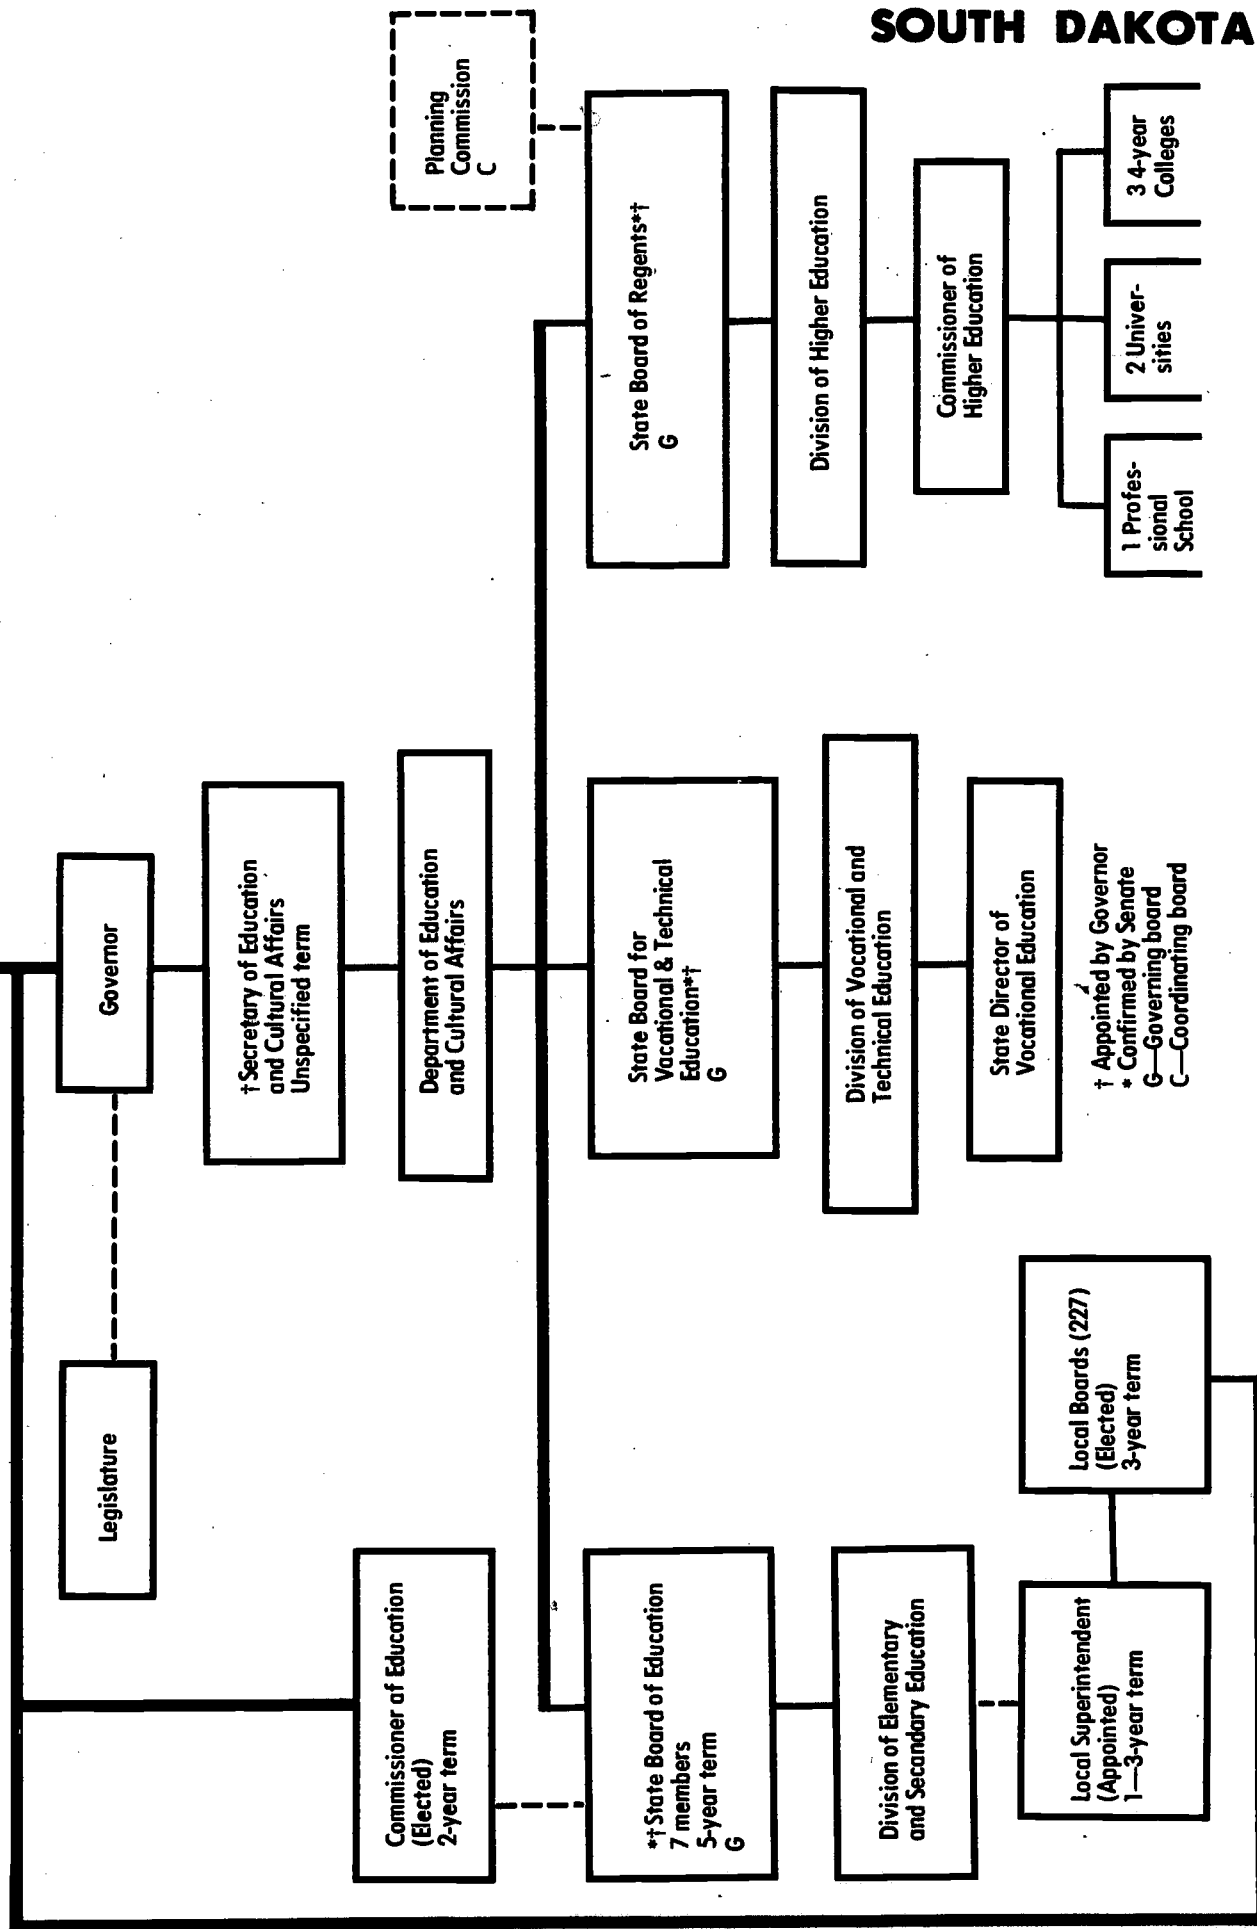 SOUTH DAKOTA
Governor
Legislature
† Secretary of Education
and Cultural Affairs
Unspecified term
Department of Education
and Cultural Affairs
Planning
Commission
C
Commissioner of Education
(Elected)
2-year term
*† State Board of Education
7 members
5-year term
G
State Board for
Vocational & Technical
Education*†
G
State Board of Regents*†
G
Division of Elementary
and Secondary Education
Division of Vocational and
Technical Education
Division of Higher Education
State Director of
Vocational Education
Commissioner of
Higher Education
Local Superintendent
(Appointed)
1—3-year term
Local Boards (227)
(Elected)
3-year term
1 Profes-
sional
School
2 Univer-
sities
3 4-year
Colleges
† Appointed by Governor
* Confirmed by Senate
G—Governing board
C—Coordinating board